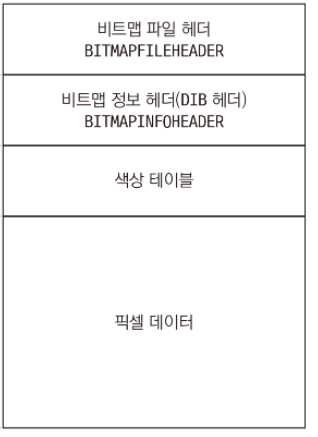 비트맵 파일 헤더
BITMAPFILEHEADER
비트맵 정보 헤더(DIB 헤더)
BITMAPINFOHEADER
색상 테이블
픽셀 데이터